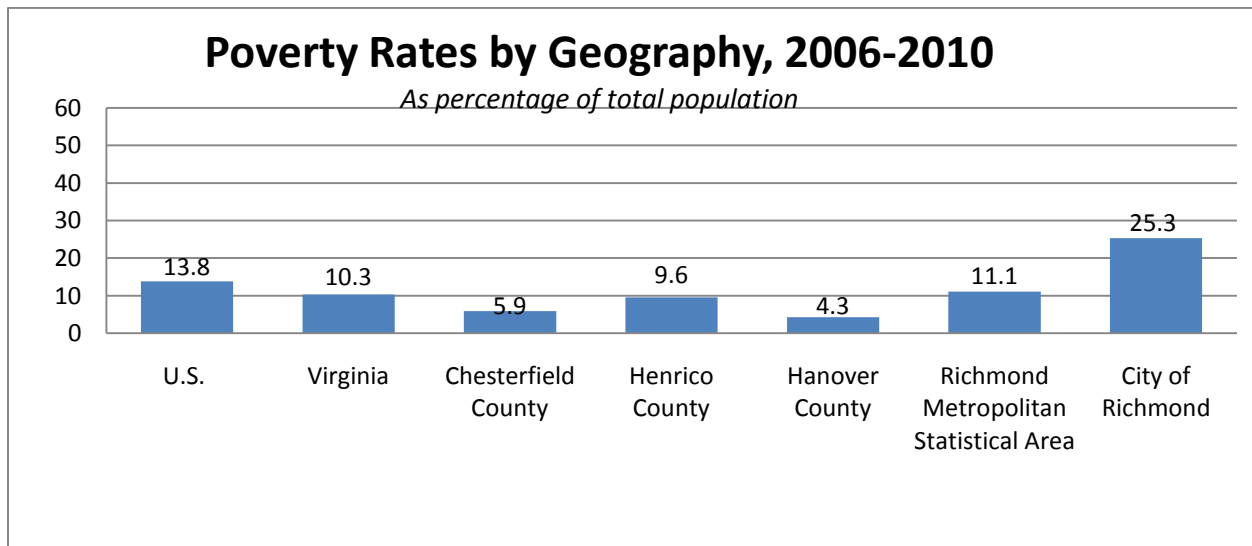 Poverty Rates by Geography, 2006-2010
As percentage of total population
60
50
40
30
20
10
0
13.8
10.3
5.9
9.6
4.3
11.1
25.3
U.S.
Virginia
Chesterfield
County
Henrico
County
Hanover
County
Richmond
Metropolitan
Statistical Area
City of
Richmond